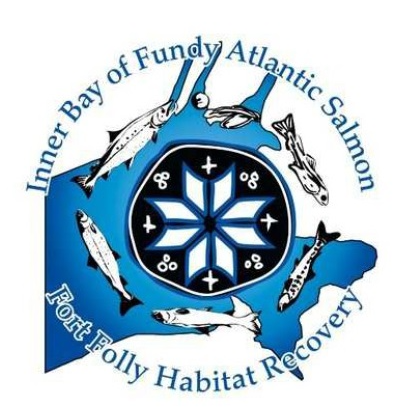 Inner Bay of Fundy Atlantic Salmon
Fort Folly Habitat Recovery